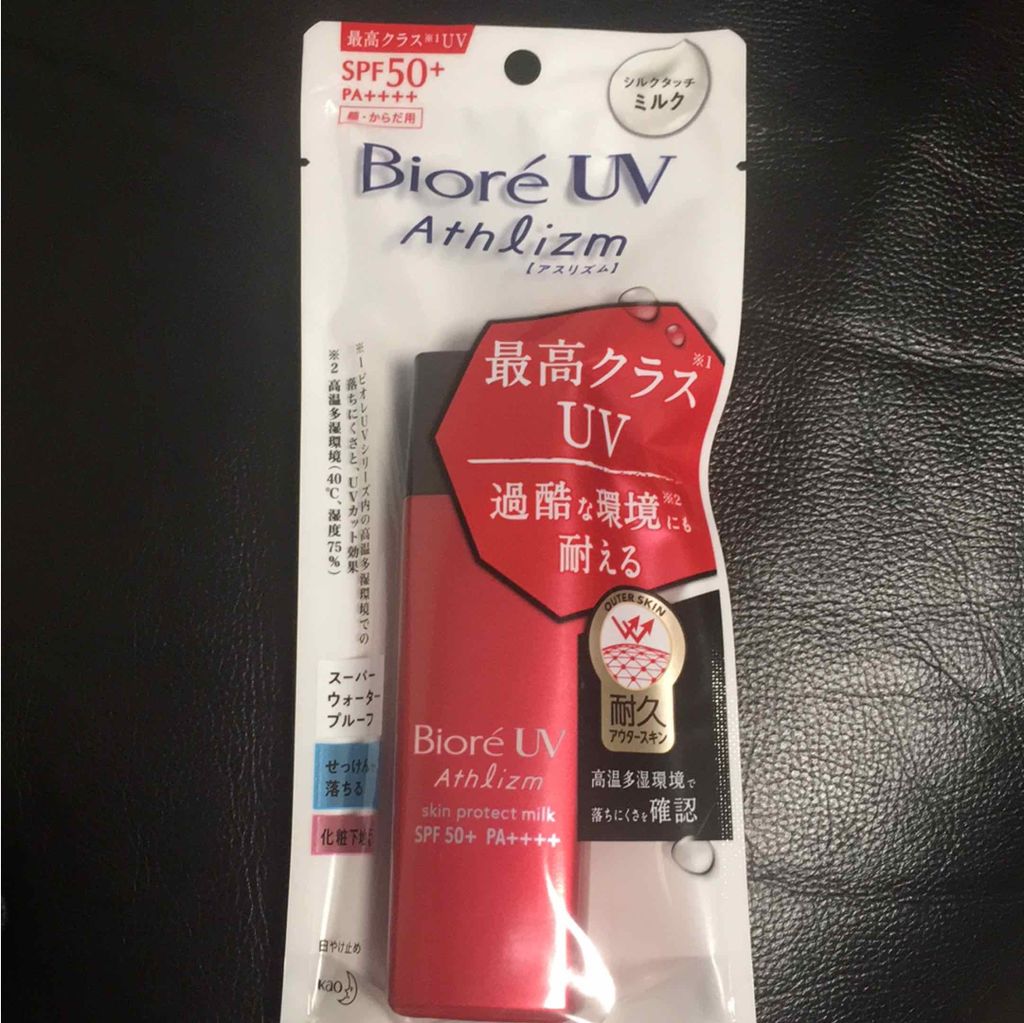 最高クラス※1UV
SPF50+
PA++++
顔・からだ用
シルクタッチ
ミルク
Bioré UV
Athlizm
【アスリズム】
最高クラス※1
UV
過酷な環境※2にも
耐える
※1 ビオレUVシリーズ内の高温多湿環境での
落ちにくさと、UVカット効果
※2 高温多湿環境(40℃、湿度75%)
OUTER SKIN
耐久
アウタースキン
高温多湿環境で
落ちにくさを確認
スーパー
ウォーター
プルーフ
せっけん
落ちる
化粧下地
Bioré UV
Athlizm
skin protect milk
SPF 50+ PA++++
日やけ止め
Kao